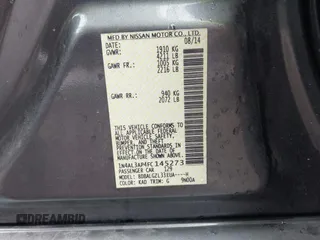 MFD BY NISSAN MOTOR CO., LTD.
DATE: 08/14
GVWR: 1910 KG
4211 LB
GAWR FR.: 1005 KG
2216 LB
GAWR RR.: 940 KG
2072 LB
THIS VEHICLE CONFORMS TO ALL
APPLICABLE FEDERAL MOTOR
VEHICLE SAFETY,
BUMPER, AND THEFT
PREVENTION STANDARDS
IN EFFECT ON THE DATE OF
MANUFACTURE SHOWN ABOVE.
1N4AL3AP4FC145273
PASSENGER CAR
COLOR: KAD TRIM: G
DREAMBID